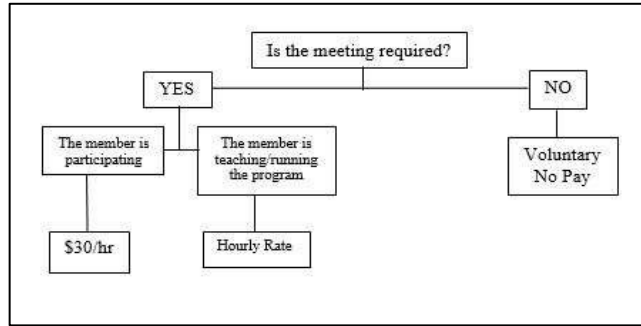 Is the meeting required?
YES
NO
The member is
participating
The member is
teaching/running
the program
Voluntary
No Pay
$30/hr
Hourly Rate